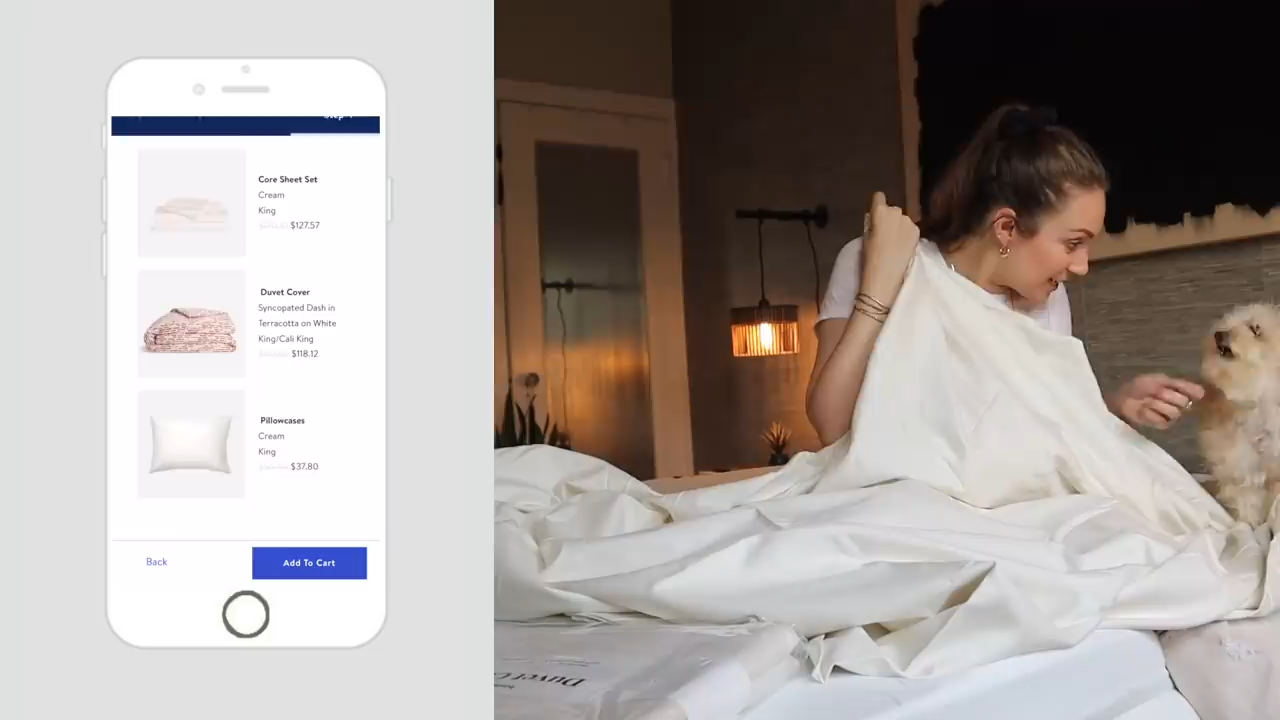 Core Sheet Set
Cream
King
$127.57
Duvet Cover
Syncopated Dash in
Terracotta on White
King/Cali King
$118.12
Pillowcases
Cream
King
$37.80
Back
Add To Cart
Duvet